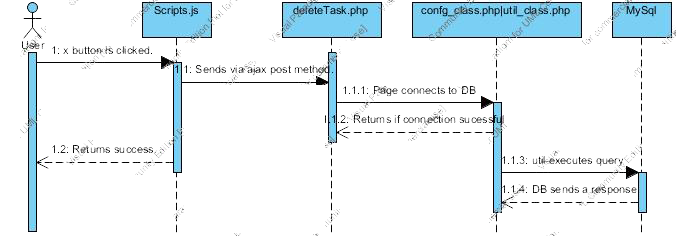 Scripts.js
deleteTask.php
confg_class.php|util_class.php
MySql
User
1: x button is clicked.
1.1: Sends via ajax post method.
1.1.1: Page connects to DB
1.1.2: Returns if connection sucessful
1.2: Returns success.
1.1.3: util executes query
1.1.4: DB sends a response